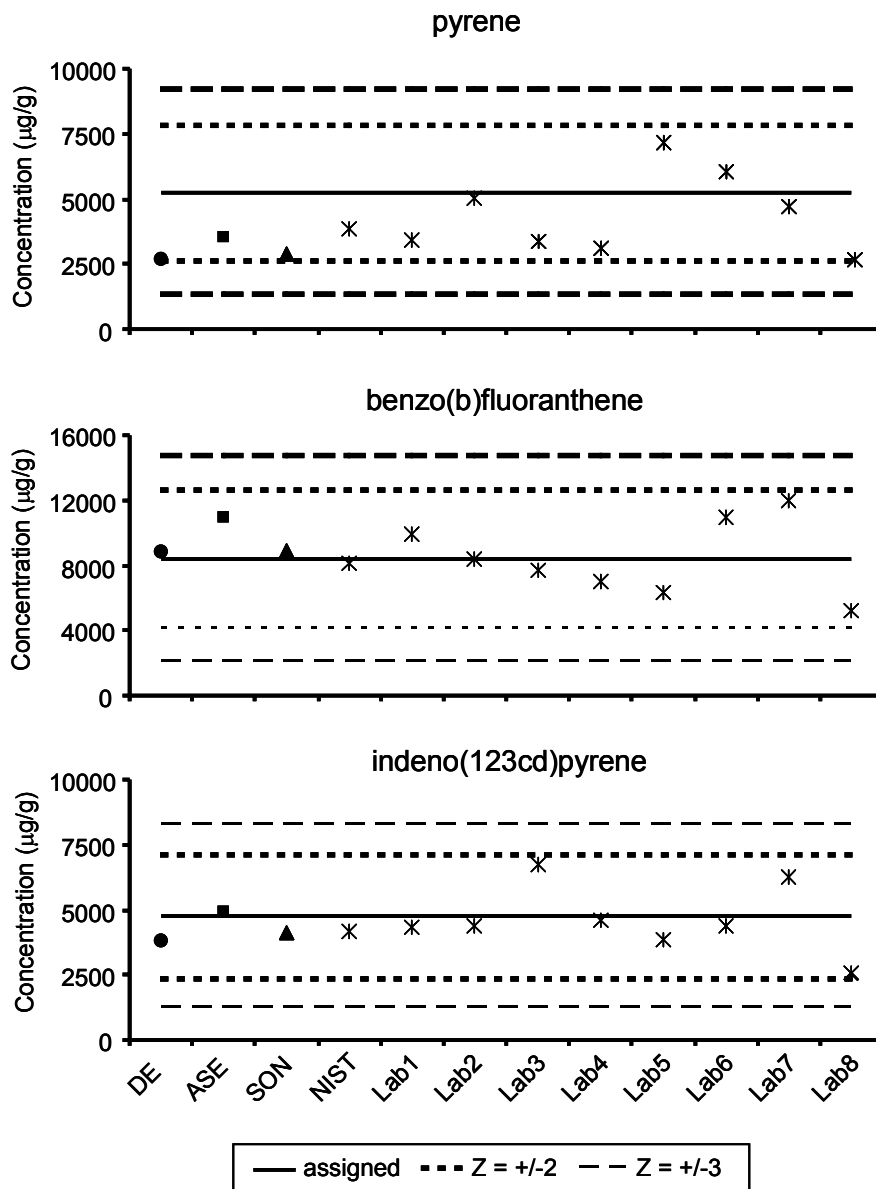 pyrene
10000
7500
5000
2500
0
Concentration (μg/g)
benzo(b)fluoranthene
16000
12000
8000
4000
0
Concentration (μg/g)
indeno(123cd)pyrene
10000
7500
5000
2500
0
Concentration (μg/g)
DE ASE SON NIST Lab1 Lab2 Lab3 Lab4 Lab5 Lab6 Lab7 Lab8
assigned Z = +/-2 Z = +/-3